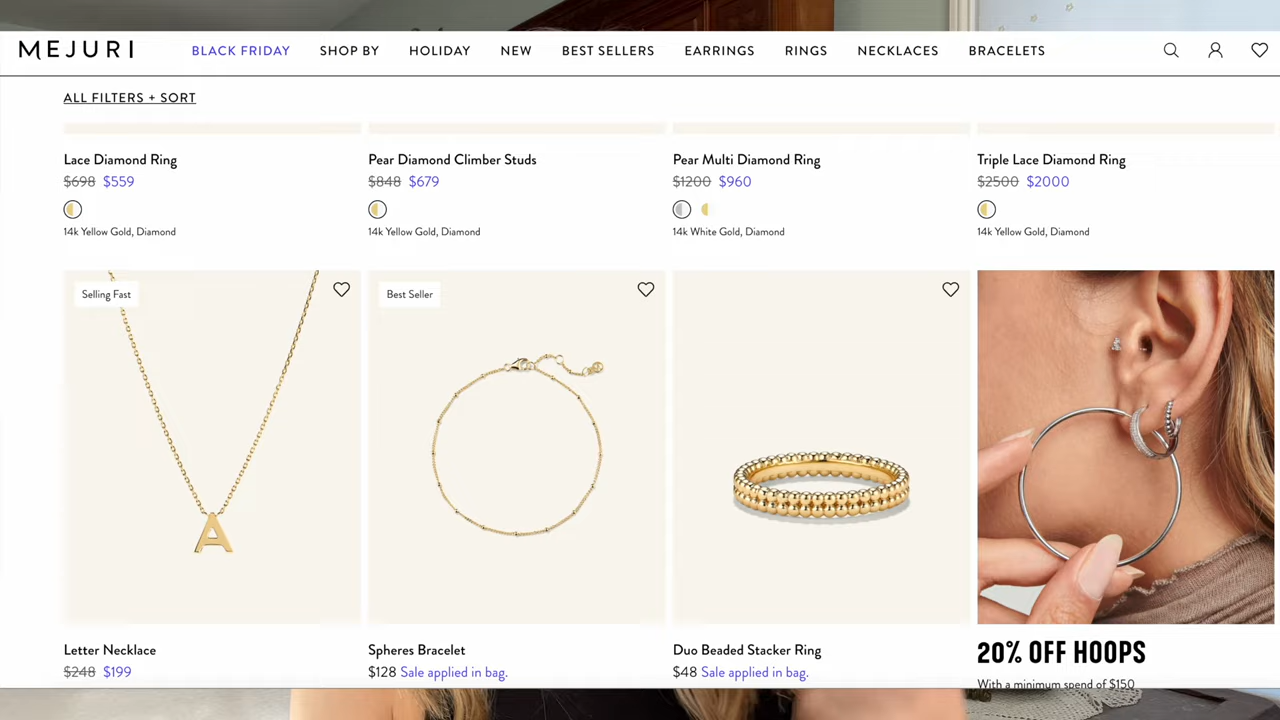 MEJURI
BLACK FRIDAY SHOP BY HOLIDAY NEW BEST SELLERS EARRINGS RINGS NECKLACES BRACELETS
ALL FILTERS + SORT
Lace Diamond Ring
$698 $559
14k Yellow Gold, Diamond
Pear Diamond Climber Studs
$848 $679
14k Yellow Gold, Diamond
Pear Multi Diamond Ring
$1200 $960
14k White Gold, Diamond
Triple Lace Diamond Ring
$2500 $2000
14k Yellow Gold, Diamond
Selling Fast
A
Letter Necklace
$248 $199
Best Seller
Spheres Bracelet
$128 Sale applied in bag.
Duo Beaded Stacker Ring
$48 Sale applied in bag.
20% OFF HOOPS
With a minimum spend of $150